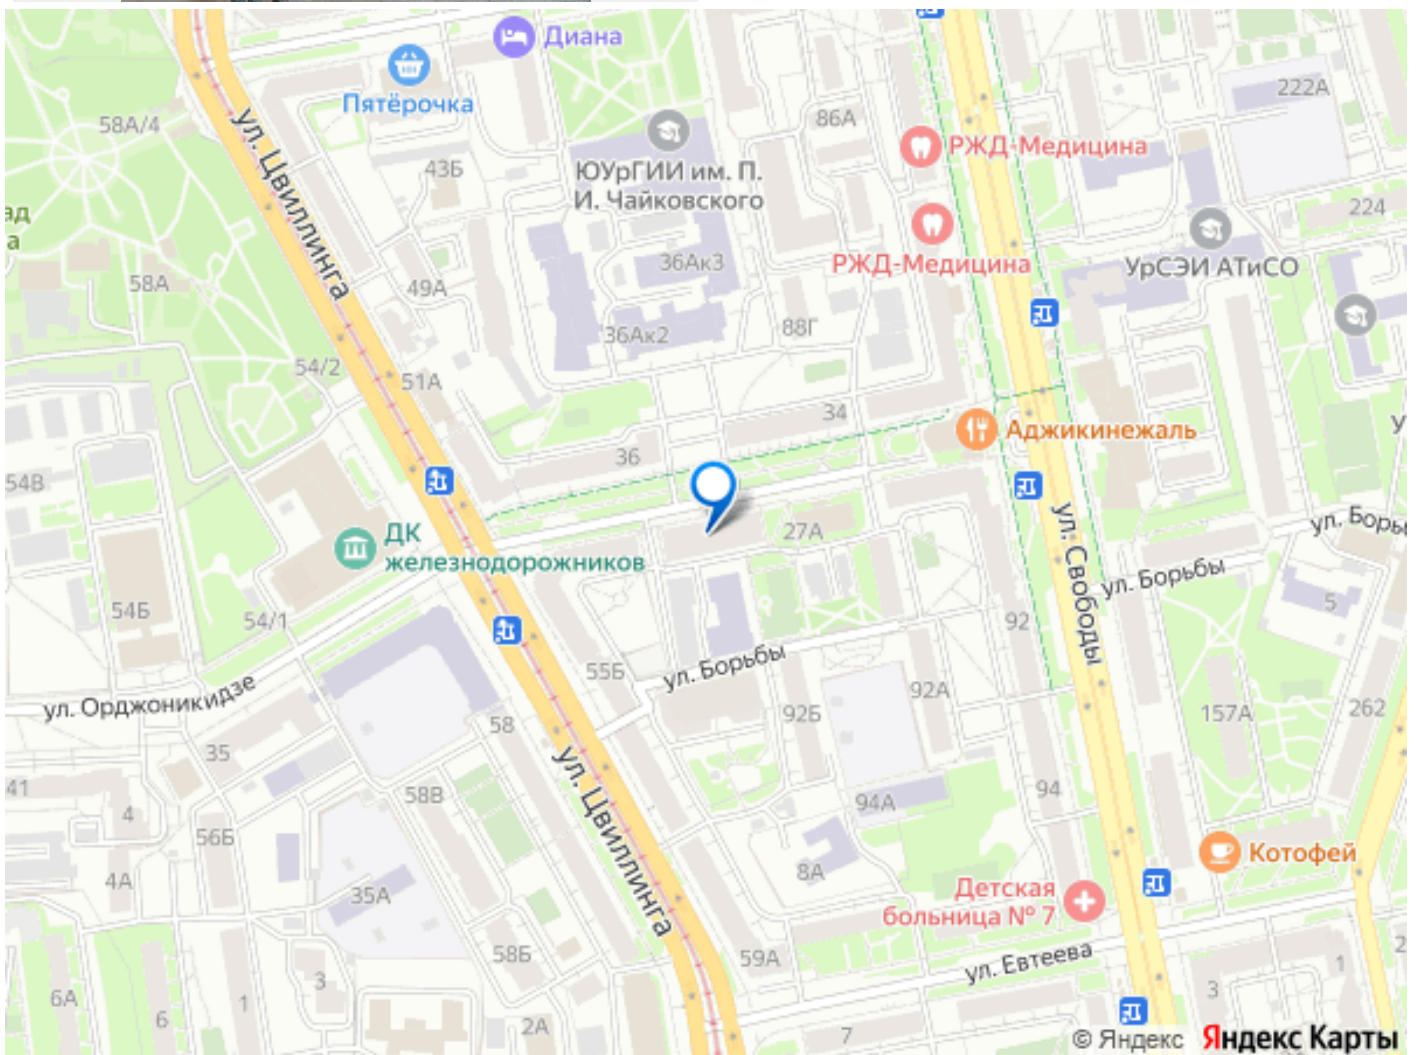 Диана
Пятёрочка
58А/4
ул. Цвиллинга
43Б
86А
222А
РЖД-Медицина
ЮУрГИИ им. П.
И. Чайковского
ад
а
224
РЖД-Медицина
УрСЭИ АТиСО
36Ак3
58А
49А
36Ак2
88Г
54/2
51А
34
Аджикинежаль
У
36
54В
ДК
железнодорожников
27А
ул. Свободы
ул. Борьбы
ул. Борьбы
54Б
54/1
5
92
55Б
ул. Борьбы
ул. Орджоникидзе
92А
58
92Б
157А
262
35
ул. Цвиллинга
41
4
58В
94А
94
56Б
Котофей
4А
35А
8А
Детская
больница № 7
58Б
59А
ул. Евтеева
6А
6
1
3
2А
7
3
1
2
© Яндекс Яндекс Карты